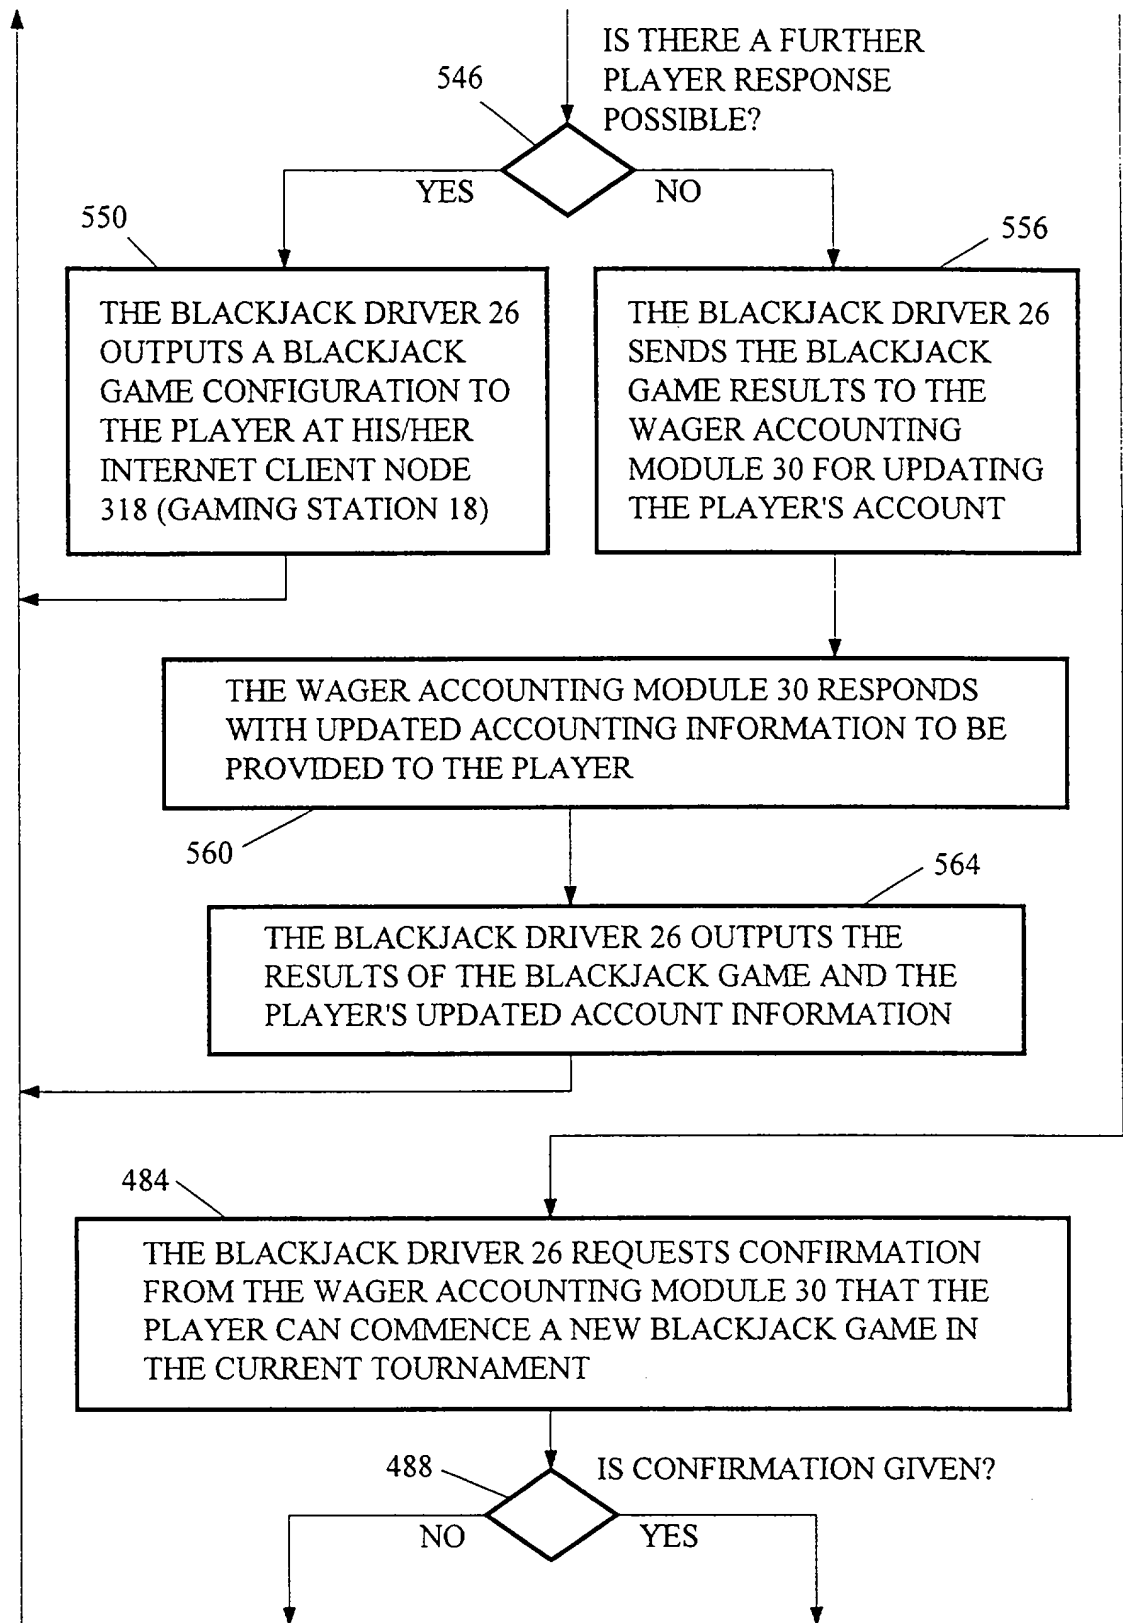 IS THERE A FURTHER
PLAYER RESPONSE
POSSIBLE?
546
YES
NO
550
556
THE BLACKJACK DRIVER 26
OUTPUTS A BLACKJACK
GAME CONFIGURATION TO
THE PLAYER AT HIS/HER
INTERNET CLIENT NODE
318 (GAMING STATION 18)
THE BLACKJACK DRIVER 26
SENDS THE BLACKJACK
GAME RESULTS TO THE
WAGER ACCOUNTING
MODULE 30 FOR UPDATING
THE PLAYER'S ACCOUNT
THE WAGER ACCOUNTING MODULE 30 RESPONDS
WITH UPDATED ACCOUNTING INFORMATION TO BE
PROVIDED TO THE PLAYER
560
564
THE BLACKJACK DRIVER 26 OUTPUTS THE
RESULTS OF THE BLACKJACK GAME AND THE
PLAYER'S UPDATED ACCOUNT INFORMATION
484
THE BLACKJACK DRIVER 26 REQUESTS CONFIRMATION
FROM THE WAGER ACCOUNTING MODULE 30 THAT THE
PLAYER CAN COMMENCE A NEW BLACKJACK GAME IN
THE CURRENT TOURNAMENT
488
IS CONFIRMATION GIVEN?
NO
YES